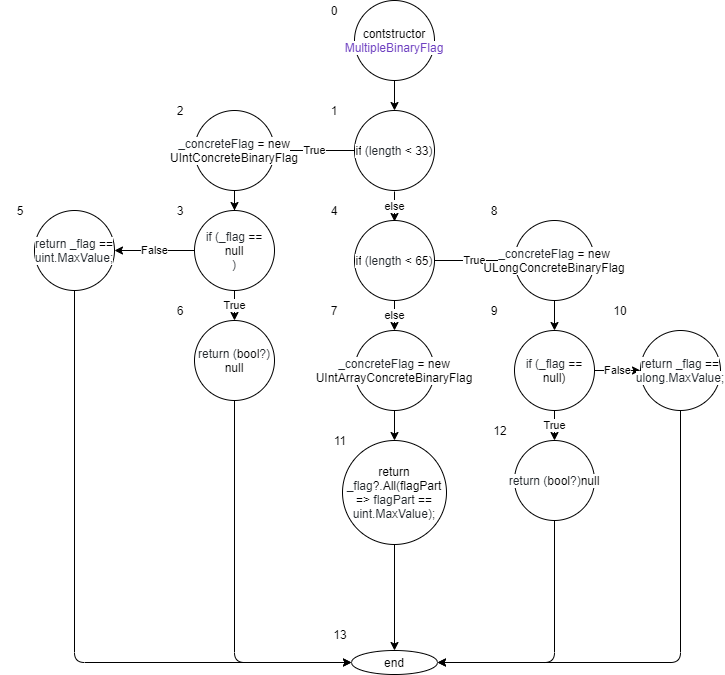 0
contstructor
MultipleBinaryFlag
2
1
_concreteFlag = new
UIntConcreteBinaryFlag
True
if (length < 33)
else
5
3
4
8
return _flag ==
uint.MaxValue;
False
if (_flag ==
null
)
if (length < 65)
True
_concreteFlag = new
ULongConcreteBinaryFlag
True
else
6
7
9
10
return (bool?)
null
_concreteFlag = new
UIntArrayConcreteBinaryFlag
if (_flag ==
null)
False
return _flag ==
ulong.MaxValue;
True
11
12
return
_flag?.All(flagPart
=> flagPart ==
uint.MaxValue);
return (bool?)null
13
end